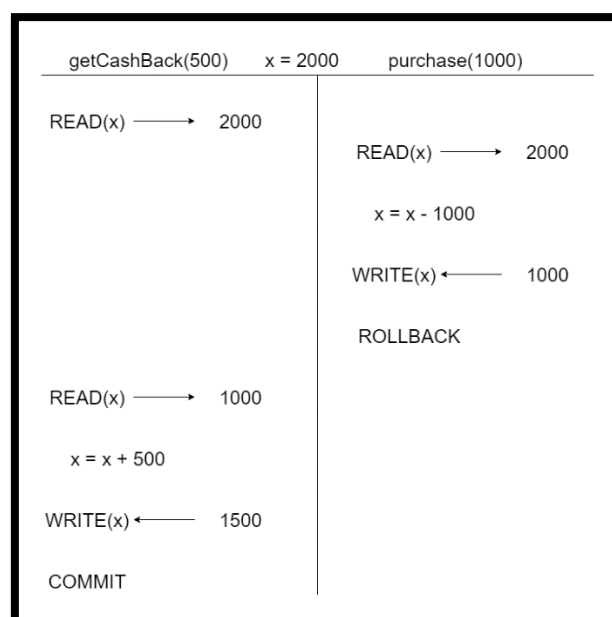 getCashBack(500) x = 2000 purchase(1000)
READ(x) 2000
READ(x) 2000
x = x - 1000
WRITE(x) 1000
ROLLBACK
READ(x) 1000
x = x + 500
WRITE(x) 1500
COMMIT